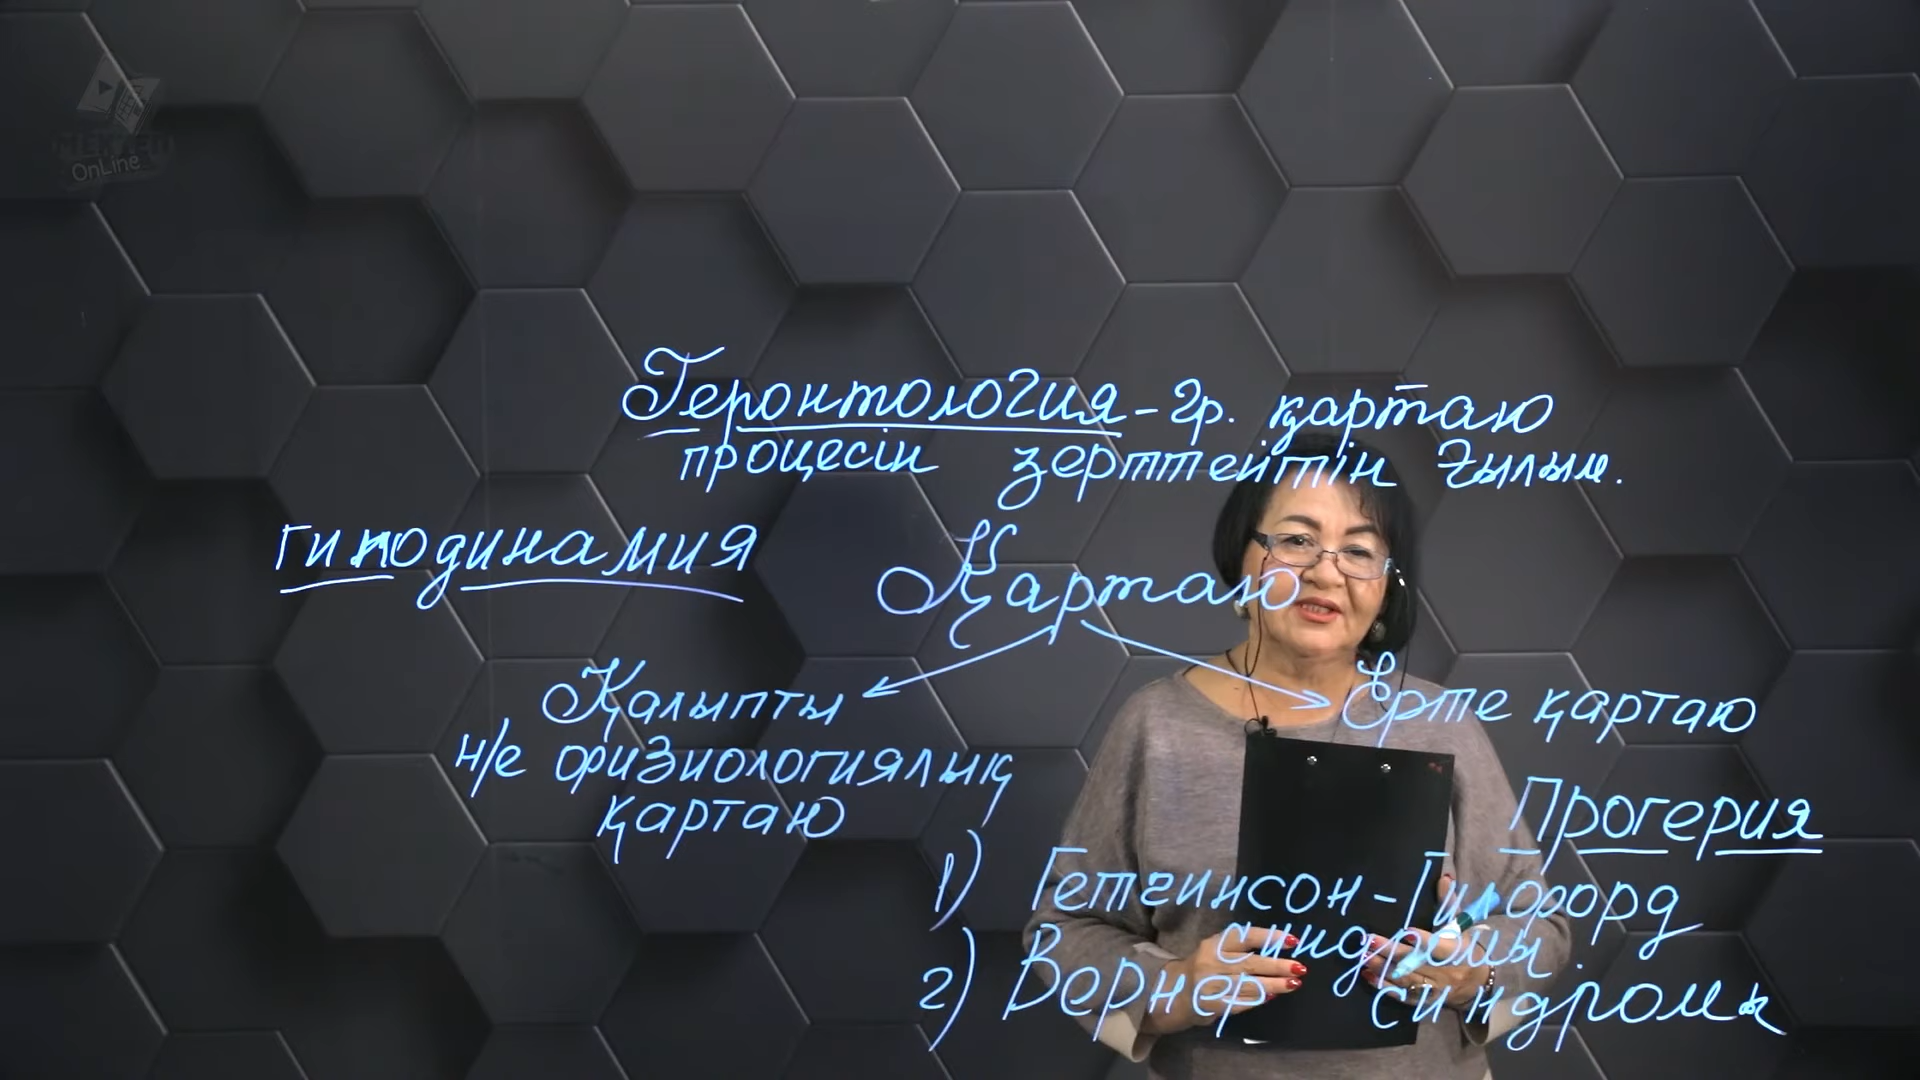 OnLine
Геронтология - гр. қартаю
процесін зерттейтін ғылым.
гиподинамия
Қартаю
Қалыпты
н/е физиологиялық
қартаю
Ерте қартаю
Прогерия
1) Гетчинсон-Гилфорд
синдромы.
2) Вернер синдромы